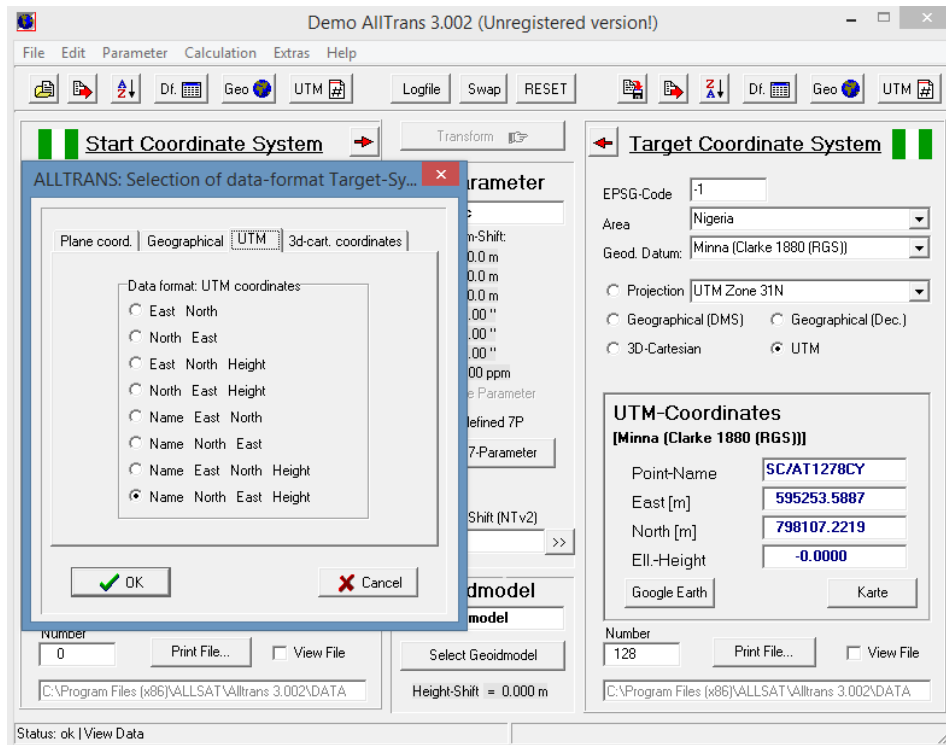 Demo AllTrans 3.002 (Unregistered version!)
File Edit Parameter Calculation Extras Help
Df. Geo UTM Logfile Swap RESET Df. Geo UTM
Start Coordinate System
Transform
Target Coordinate System
ALLTRANS: Selection of data-format Target-Sy...
Plane coord. Geographical UTM 3d-cart. coordinates
Data format: UTM coordinates
East North
North East
East North Height
North East Height
Name East North
Name North East
Name East North Height
Name North East Height
OK Cancel
Number
0 Print File... View File
C:\Program Files (x86)\ALLSAT\Alltrans 3.002\DATA
rameter
c
n-Shift:
0.0 m
0.0 m
0.0 m
.00 "
.00 "
.00 "
00 ppm
e Parameter
lefined 7P
7-Parameter
Shift (NTv2)
>>
dmodel
model
Select Geoidmodel
Height-Shift = 0.000 m
EPSG-Code -1
Area Nigeria
Geod. Datum: Minna (Clarke 1880 (RGS))
Projection UTM Zone 31N
Geographical (DMS) Geographical (Dec.)
3D-Cartesian UTM
UTM-Coordinates
[Minna (Clarke 1880 (RGS))]
Point-Name SC/AT1278CY
East [m] 595253.5887
North [m] 798107.2219
Ell.-Height -0.0000
Google Earth Karte
Number
128 Print File... View File
C:\Program Files (x86)\ALLSAT\Alltrans 3.002\DATA
Status: ok | View Data